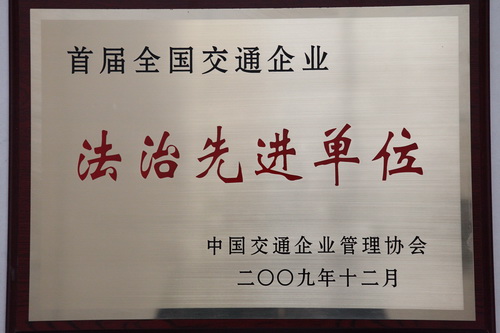 首届全国交通企业
法治先进单位
中国交通企业管理协会
二〇〇九年十二月